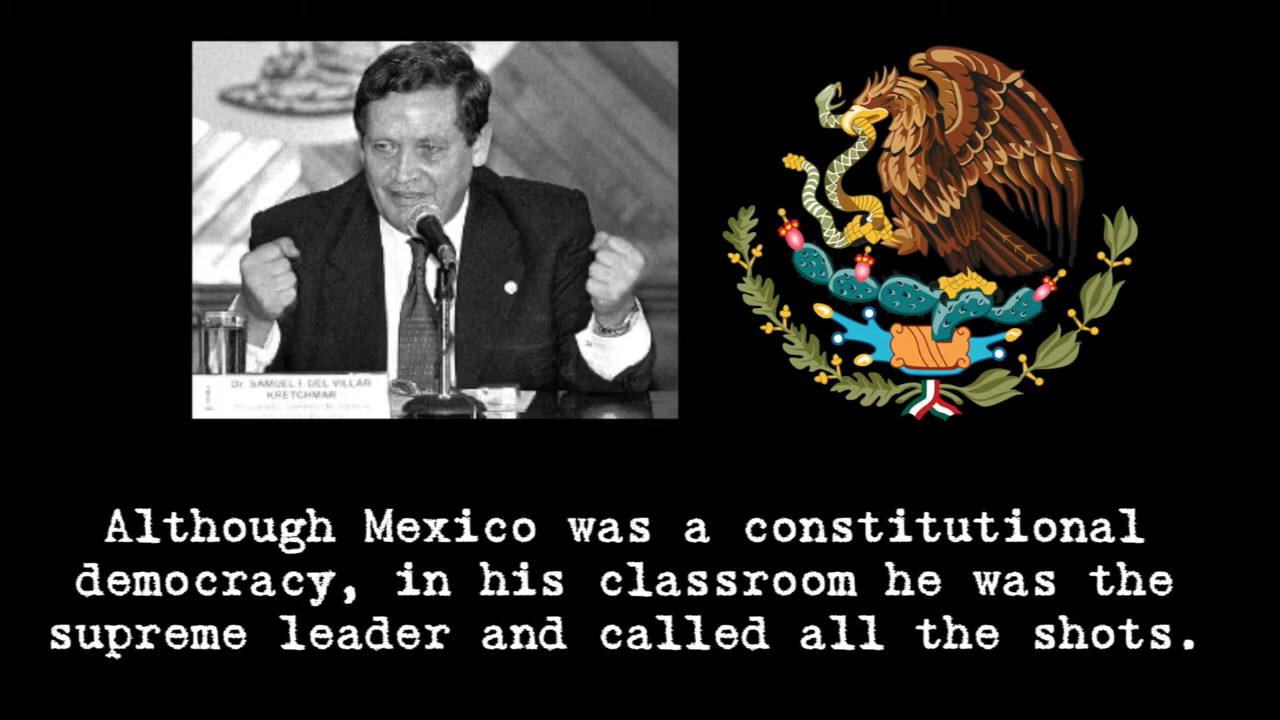 Dr. SAMUEL I. DEL VILLAR
KRETCHMAR
Although Mexico was a constitutional
democracy, in his classroom he was the
supreme leader and called all the shots.